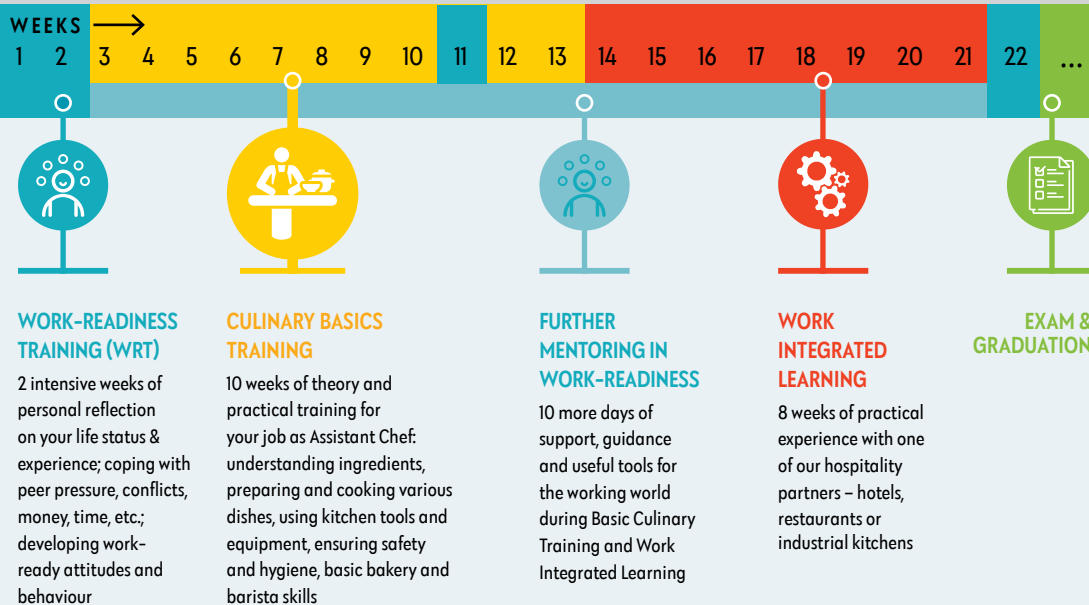 WEEKS
1 2 3 4 5 6 7 8 9 10 11 12 13 14 15 16 17 18 19 20 21 22 ...
WORK-READINESS
TRAINING (WRT)
2 intensive weeks of
personal reflection
on your life status &
experience; coping with
peer pressure, conflicts,
money, time, etc.;
developing work-
ready attitudes and
behaviour
CULINARY BASICS
TRAINING
10 weeks of theory and
practical training for
your job as Assistant Chef:
understanding ingredients,
preparing and cooking various
dishes, using kitchen tools and
equipment, ensuring safety
and hygiene, basic bakery and
barista skills
FURTHER
MENTORING IN
WORK-READINESS
10 more days of
support, guidance
and useful tools for
the working world
during Basic Culinary
Training and Work
Integrated Learning
WORK
INTEGRATED
LEARNING
8 weeks of practical
experience with one
of our hospitality
partners – hotels,
restaurants or
industrial kitchens
EXAM &
GRADUATION